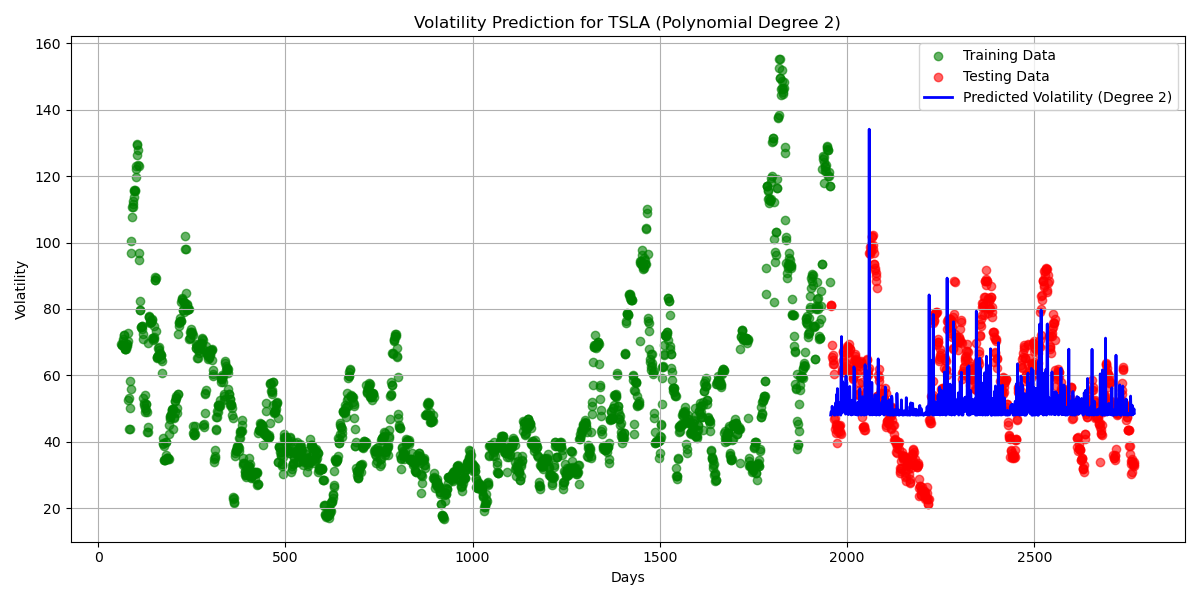 Volatility Prediction for TSLA (Polynomial Degree 2)
Training Data
Testing Data
Predicted Volatility (Degree 2)
Volatility
160
140
120
100
80
60
40
20
0
500
1000
1500
2000
2500
Days